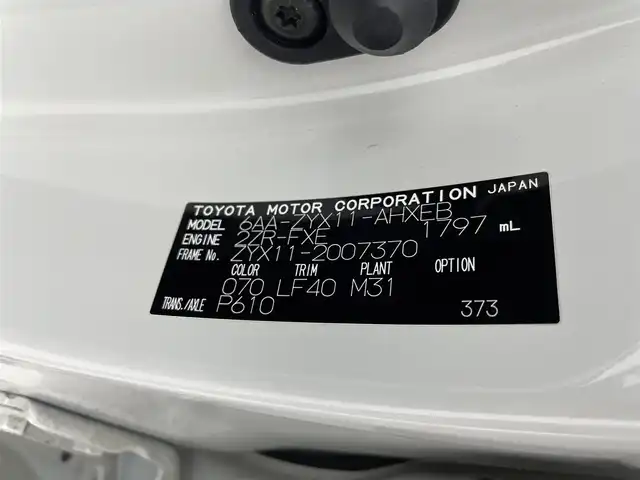 TOYOTA MOTOR CORPORATION JAPAN
MODEL 6AA-ZYX11-AHXEB
ENGINE 2ZR-FXE 1797 mL
FRAME No. ZYX11-2007370
COLOR TRIM PLANT OPTION
070 LF40 M31
TRANS./AXLE P610 373